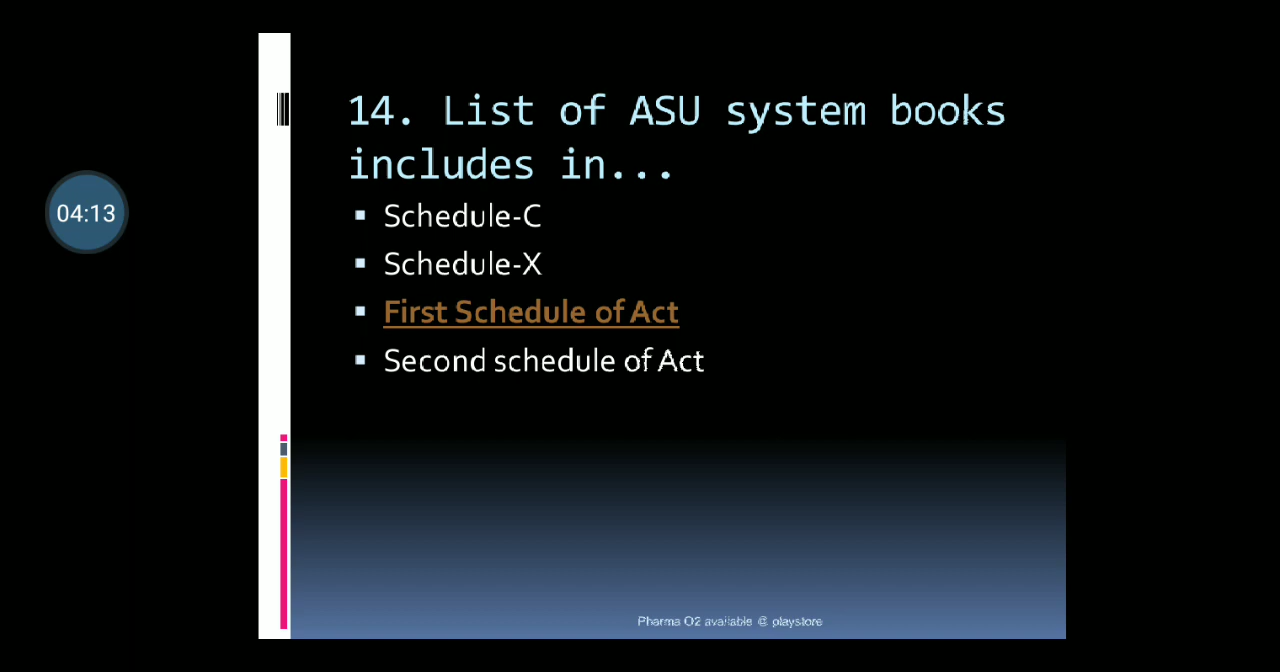 14. List of ASU system books
includes in...
04:13
Schedule-C
Schedule-X
First Schedule of Act
Second schedule of Act
Pharma O2 available @ playstore